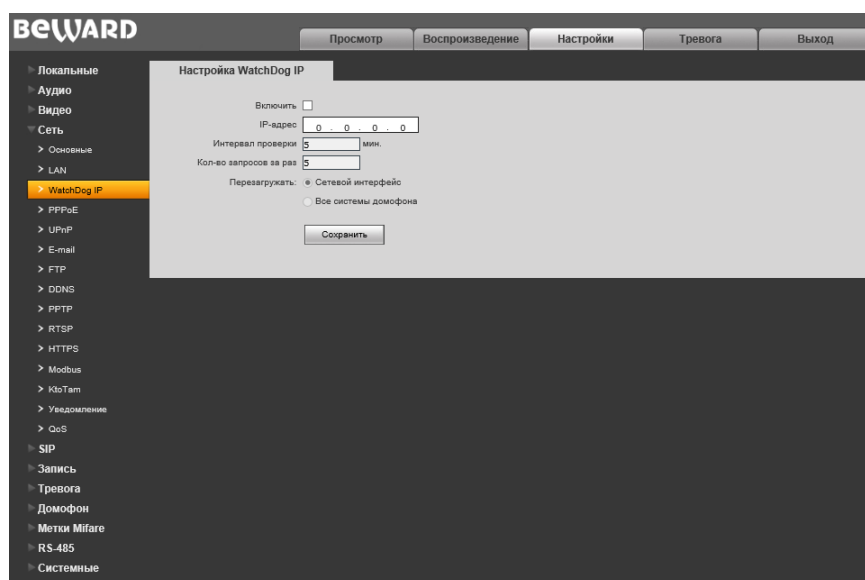 BEWARD
Просмотр Воспроизведение Настройки Тревога Выход
Локальные
Аудио
Видео
Сеть
Основные
LAN
WatchDog IP
PPPoE
UPnP
E-mail
FTP
DDNS
PPTP
RTSP
HTTPS
Modbus
KtoTam
Уведомление
QoS
SIP
Запись
Тревога
Домофон
Метки Mifare
RS-485
Системные
Настройка WatchDog IP
Включить
IP-адрес 0 . 0 . 0 . 0
Интервал проверки 5 мин.
Кол-во запросов за раз 5
Перезагружать: Сетевой интерфейс
Все системы домофона
Сохранить